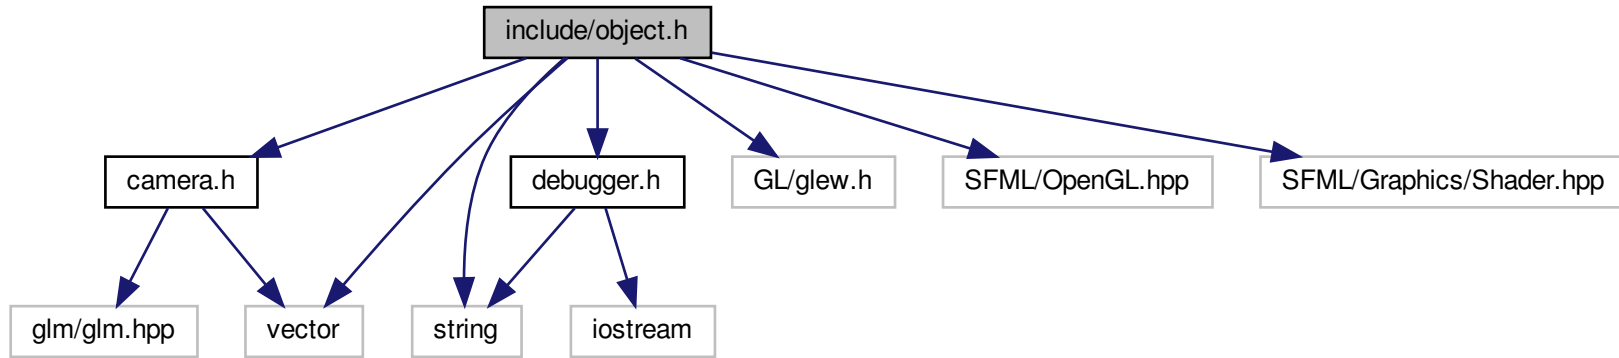 include/object.h
camera.h
debugger.h
GL/glew.h
SFML/OpenGL.hpp
SFML/Graphics/Shader.hpp
glm/glm.hpp
vector
string
iostream